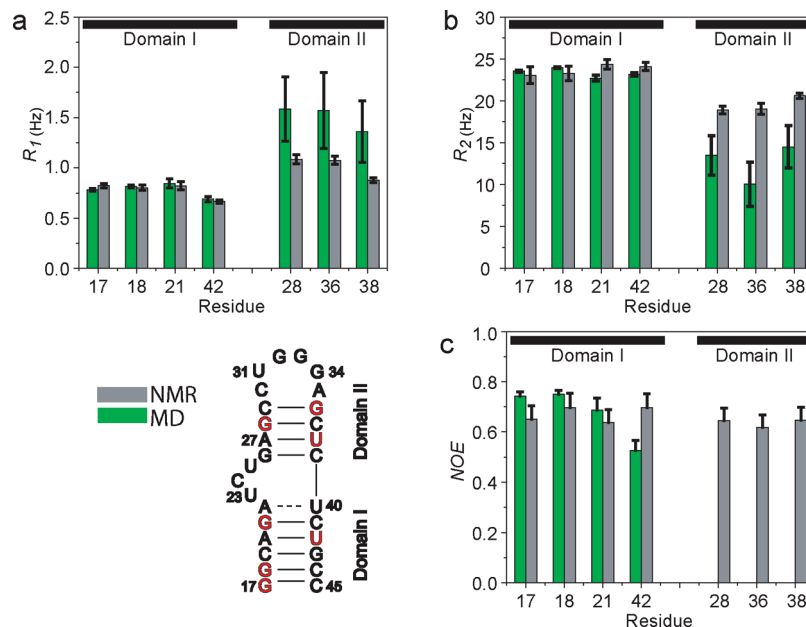 a
Domain I
Domain II
R1 (Hz)
2.5
2.0
1.5
1.0
0.5
0.0
17 18 21 42 28 36 38
Residue
b
Domain I
Domain II
R2 (Hz)
30
25
20
15
10
5
0
17 18 21 42 28 36 38
Residue
NMR
MD
G G G
31 U G 34
C A
C G
G C
27 A U
G C
U
C
23 U
A U 40
G C
A U
C G
G C
17 G C 45
Domain II
Domain I
c
Domain I
Domain II
NOE
1.0
0.8
0.6
0.4
0.2
0.0
17 18 21 42 28 36 38
Residue